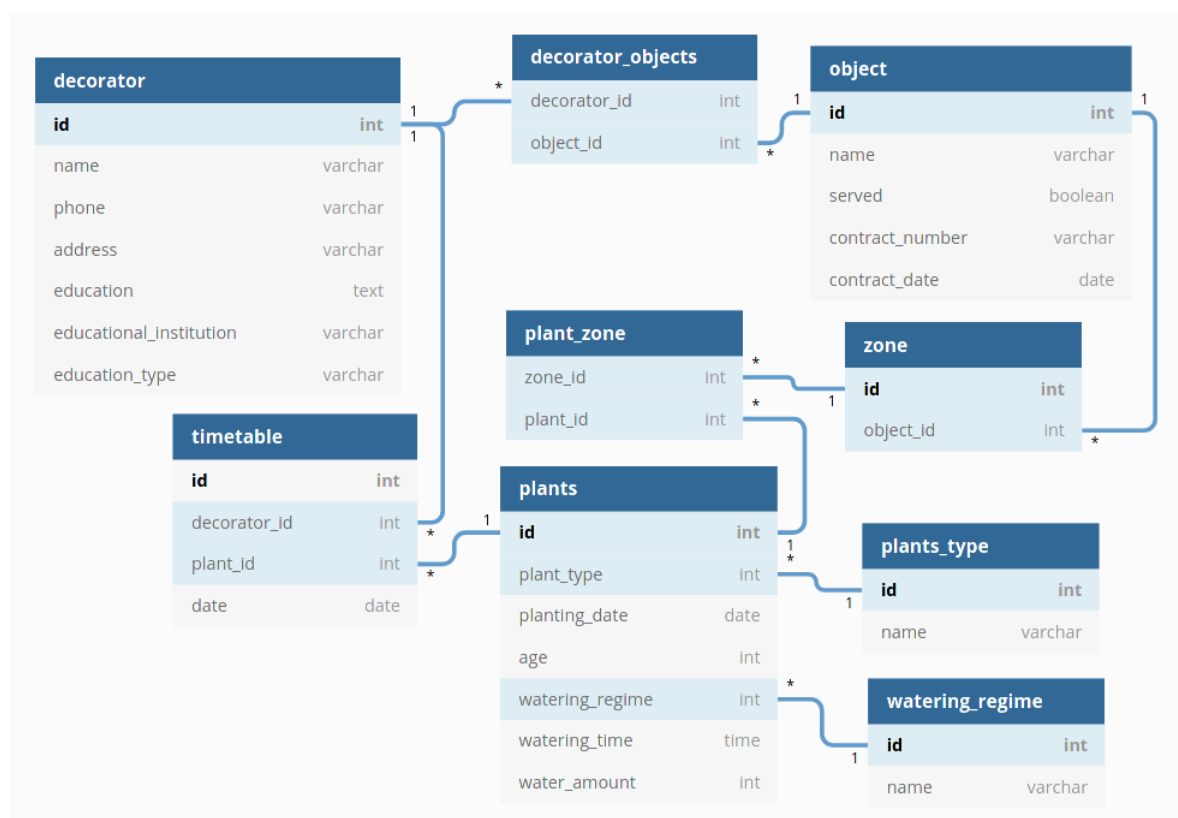 decorator
id int
name varchar
phone varchar
address varchar
education text
educational_institution varchar
education_type varchar
1
1
*
decorator_objects
decorator_id int
object_id int
*
1
object
id int
name varchar
served boolean
contract_number varchar
contract_date date
1
plant_zone
zone_id int
plant_id int
*
*
1
zone
id int
object_id int
*
timetable
id int
decorator_id int
plant_id int
date date
*
*
1
plants
id int
plant_type int
planting_date date
age int
watering_regime int
watering_time time
water_amount int
1
*
1
plants_type
id int
name varchar
*
1
watering_regime
id int
name varchar